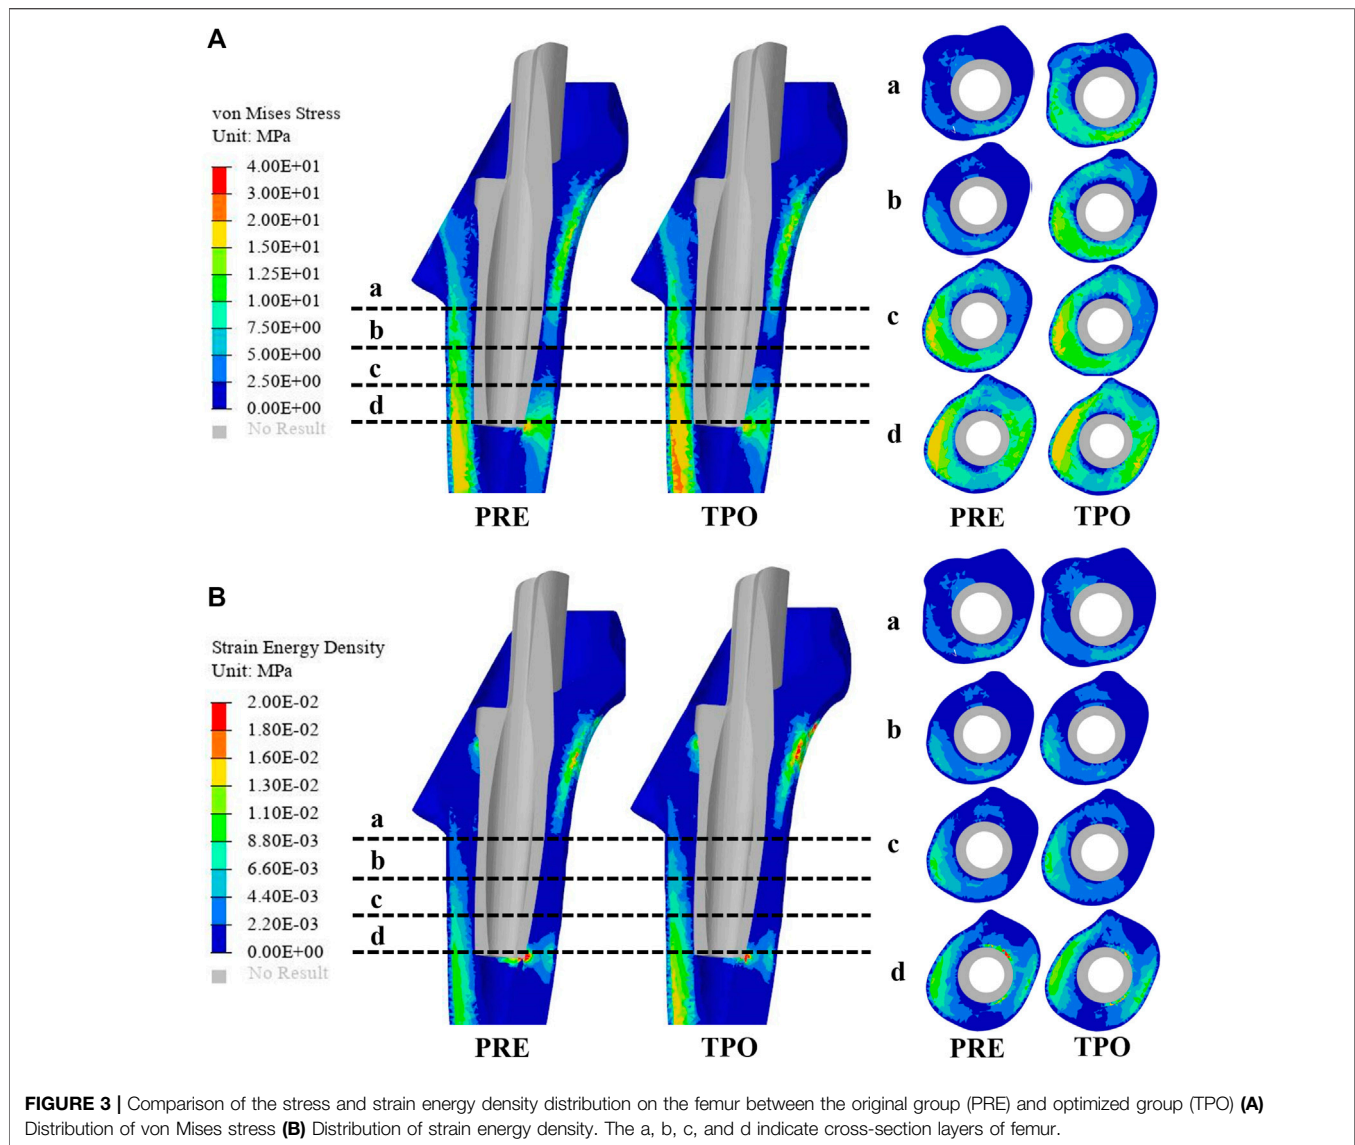 A
von Mises Stress
Unit: MPa
4.00E+01
3.00E+01
2.00E+01
1.50E+01
1.25E+01
1.00E+01
7.50E+00
5.00E+00
2.50E+00
0.00E+00
No Result
a
b
c
d
PRE
TPO
a
b
c
d
PRE
TPO
B
Strain Energy Density
Unit: MPa
2.00E-02
1.80E-02
1.60E-02
1.30E-02
1.10E-02
8.80E-03
6.60E-03
4.40E-03
2.20E-03
0.00E+00
No Result
a
b
c
d
PRE
TPO
a
b
c
d
PRE
TPO
FIGURE 3 | Comparison of the stress and strain energy density distribution on the femur between the original group (PRE) and optimized group (TPO) (A)
Distribution of von Mises stress (B) Distribution of strain energy density. The a, b, c, and d indicate cross-section layers of femur.